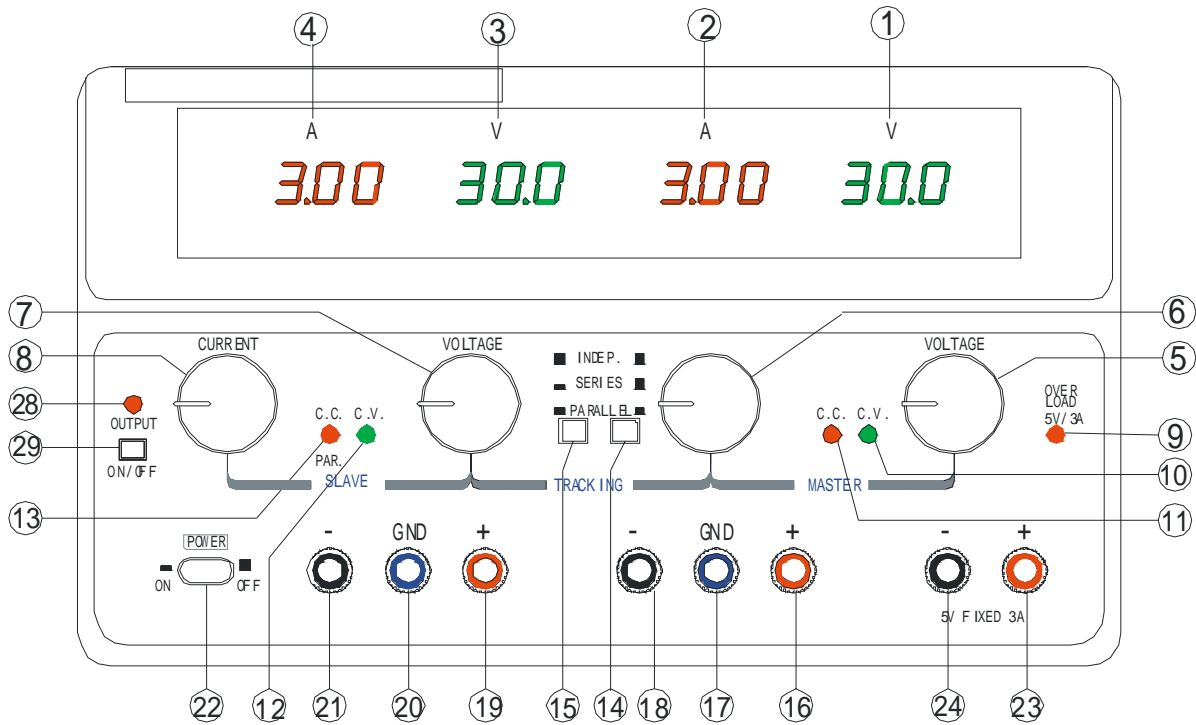 4 3 2 1
A V A V
3.00 30.0 3.00 30.0
7 6
8 5
CURRENT VOLTAGE VOLTAGE
INDEP.
SERIES
PARALLEL
28
OUTPUT
29
ON/OFF
C.C. C.V.
PAR.
C.C. C.V.
OVER
LOAD
5V/3A
9
10
11
13
SLAVE TRACKING MASTER
POWER
ON OFF
- GND +
- GND +
- +
5V FIXED 3A
22 12 21 20 19 15 14 18 17 16 24 23